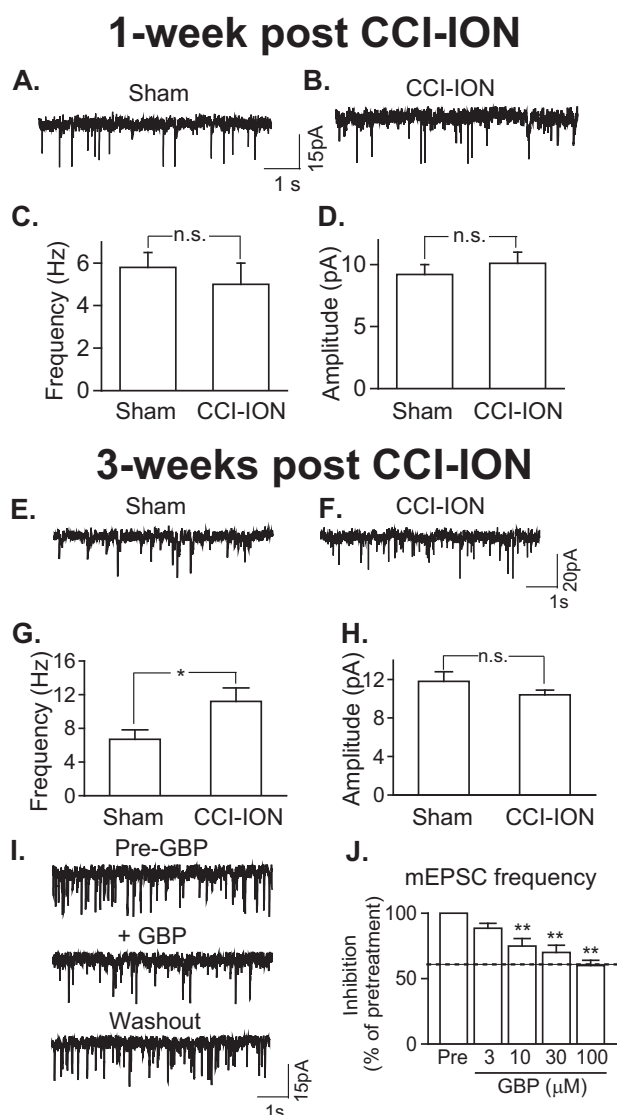 1-week post CCI-ION
A. Sham
B. CCI-ION
15pA
1 s
C.
D.
n.s.
n.s.
Frequency (Hz)
6
4
2
0
Sham CCI-ION
Amplitude (pA)
10
5
0
Sham CCI-ION
3-weeks post CCI-ION
E. Sham
F. CCI-ION
20pA
1s
G.
H.
*
n.s.
Frequency (Hz)
16
12
8
4
0
Sham CCI-ION
Amplitude (pA)
12
8
4
0
Sham CCI-ION
I. Pre-GBP
+ GBP
Washout
15pA
1s
J.
mEPSC frequency
Inhibition
(% of pretreatment)
100
50
0
** ** **
Pre 3 10 30 100
GBP (μM)